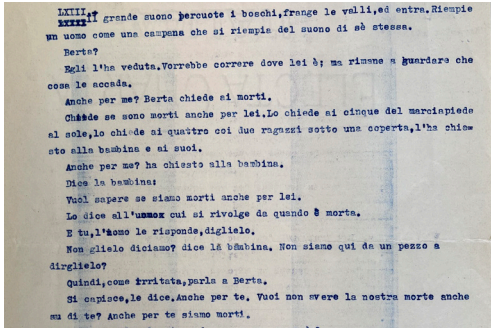 LXIII.
XXXXX Il grande suono percuote i boschi,frange le valli,ed entra.Riempie
un uomo come una campana che si riempia del suono di sè stessa.
Berta?
Egli l'ha veduta.Vorrebbe correre dove lei è; ma rimane a guardare che
cosa le accada.
Anche per me? Berta chiede ai morti.
Chiede se sono morti anche per lei.Lo chiede ai cinque del marciapiede
al sole,lo chiede ai quattro coi due ragazzi sotto una coperta,l'ha chie=
sto alla bambina e ai suoi.
Anche per me? ha chiesto alla bambina.
Dice la bambina:
Vuol sapere se siamo morti anche per lei.
Lo dice all'uomox cui si rivolge da quando è morta.
E tu,l'uomo le risponde,diglielo.
Non glielo diciamo? dice la bambina. Non siamo qui da un pezzo a
dirglielo?
Quindi,come irritata,parla a Berta.
Si capisce,le dice.Anche per te. Vuoi non avere la nostra morte anche
su di te? Anche per te siamo morti.